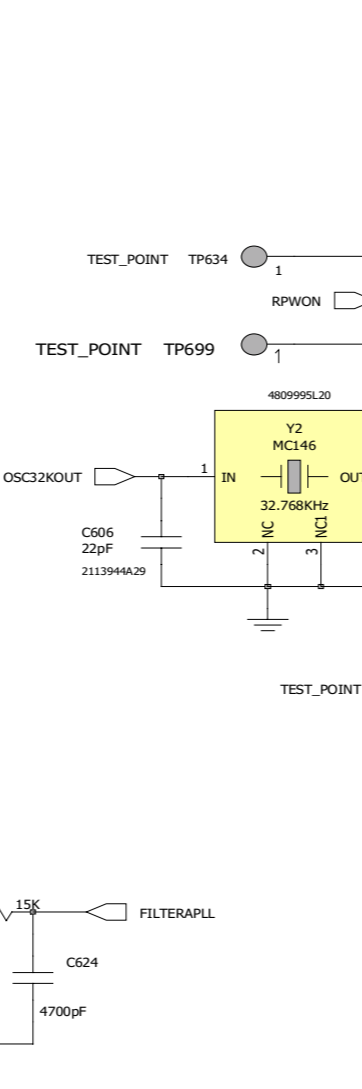 TEST_POINT TP634
1
RPWON
TEST_POINT TP699
1
4809995L20
Y2
MC146
OSC32KOUT
1
IN
OUT
32.768KHz
C606
22pF
2113944A29
2
NC
3
NC1
TEST_POINT
15K
FILTERAPLL
C624
4700pF